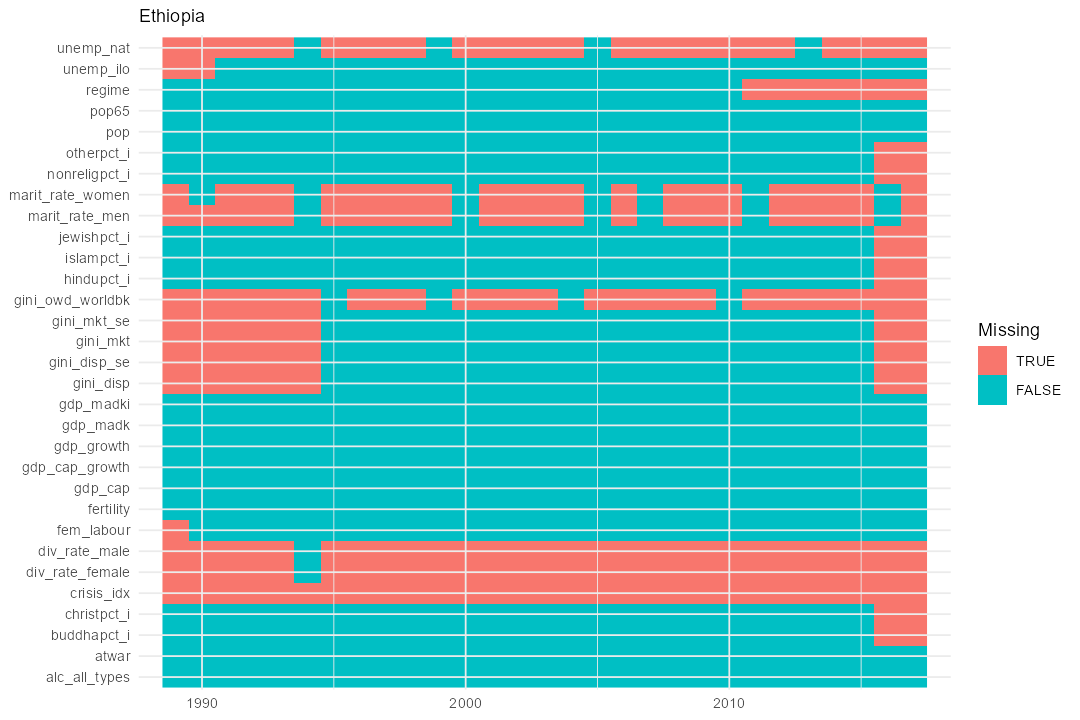 Ethiopia
unemp_nat
unemp_ilo
regime
pop65
pop
otherpct_i
nonreligpct_i
marit_rate_women
marit_rate_men
jewishpct_i
islampct_i
hindupct_i
gini_owd_worldbk
gini_mkt_se
gini_mkt
gini_disp_se
gini_disp
gdp_madki
gdp_madk
gdp_growth
gdp_cap_growth
gdp_cap
fertility
fem_labour
div_rate_male
div_rate_female
crisis_idx
christpct_i
buddhapct_i
atwar
alc_all_types
1990 2000 2010
Missing
TRUE
FALSE